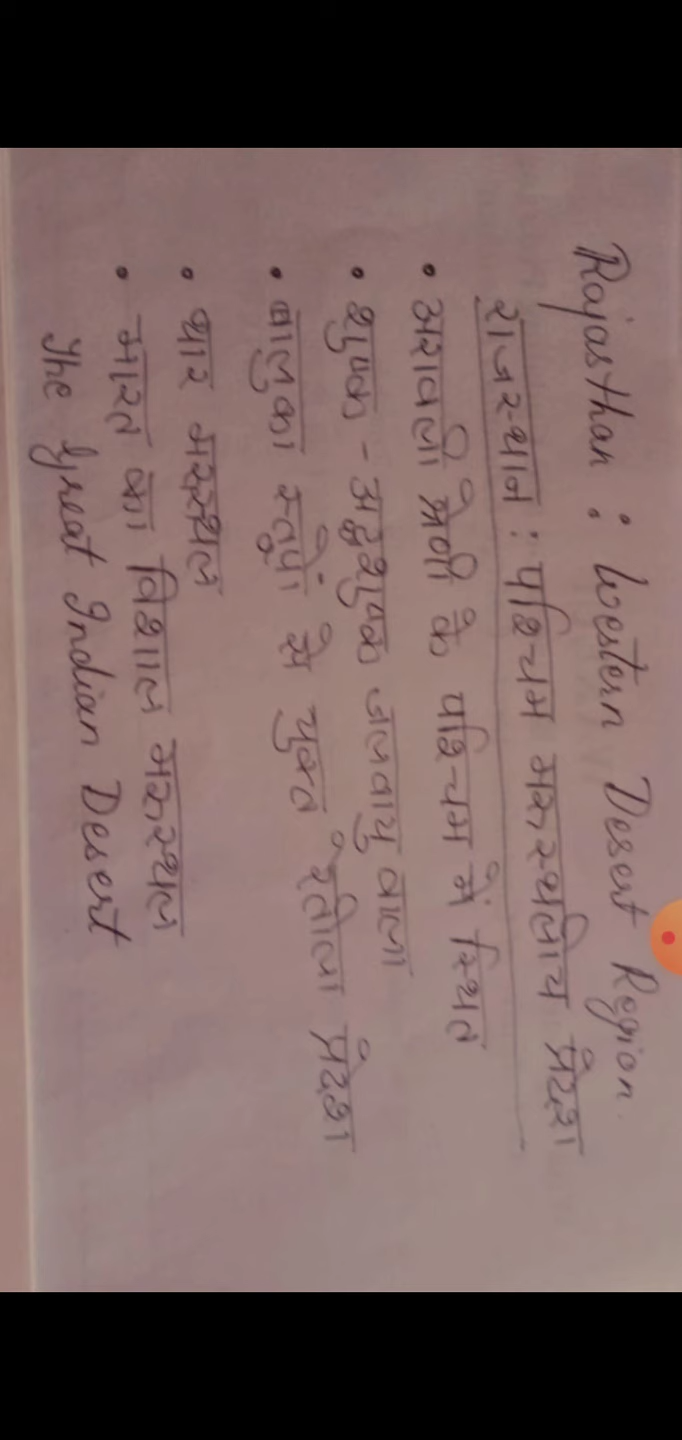 Rajasthan : Western Desert Region.
राजस्थान : पश्चिम मरूस्थलीय प्रदेश
• अरावली श्रेणी के पश्चिम में स्थित
• शुष्क - अर्द्धशुष्क जलवायु वाला
• बालुका स्तूपों से युक्त रेतीला प्रदेश
• थार मरूस्थल
• भारत का विशाल मरूस्थल
The Great Indian Desert